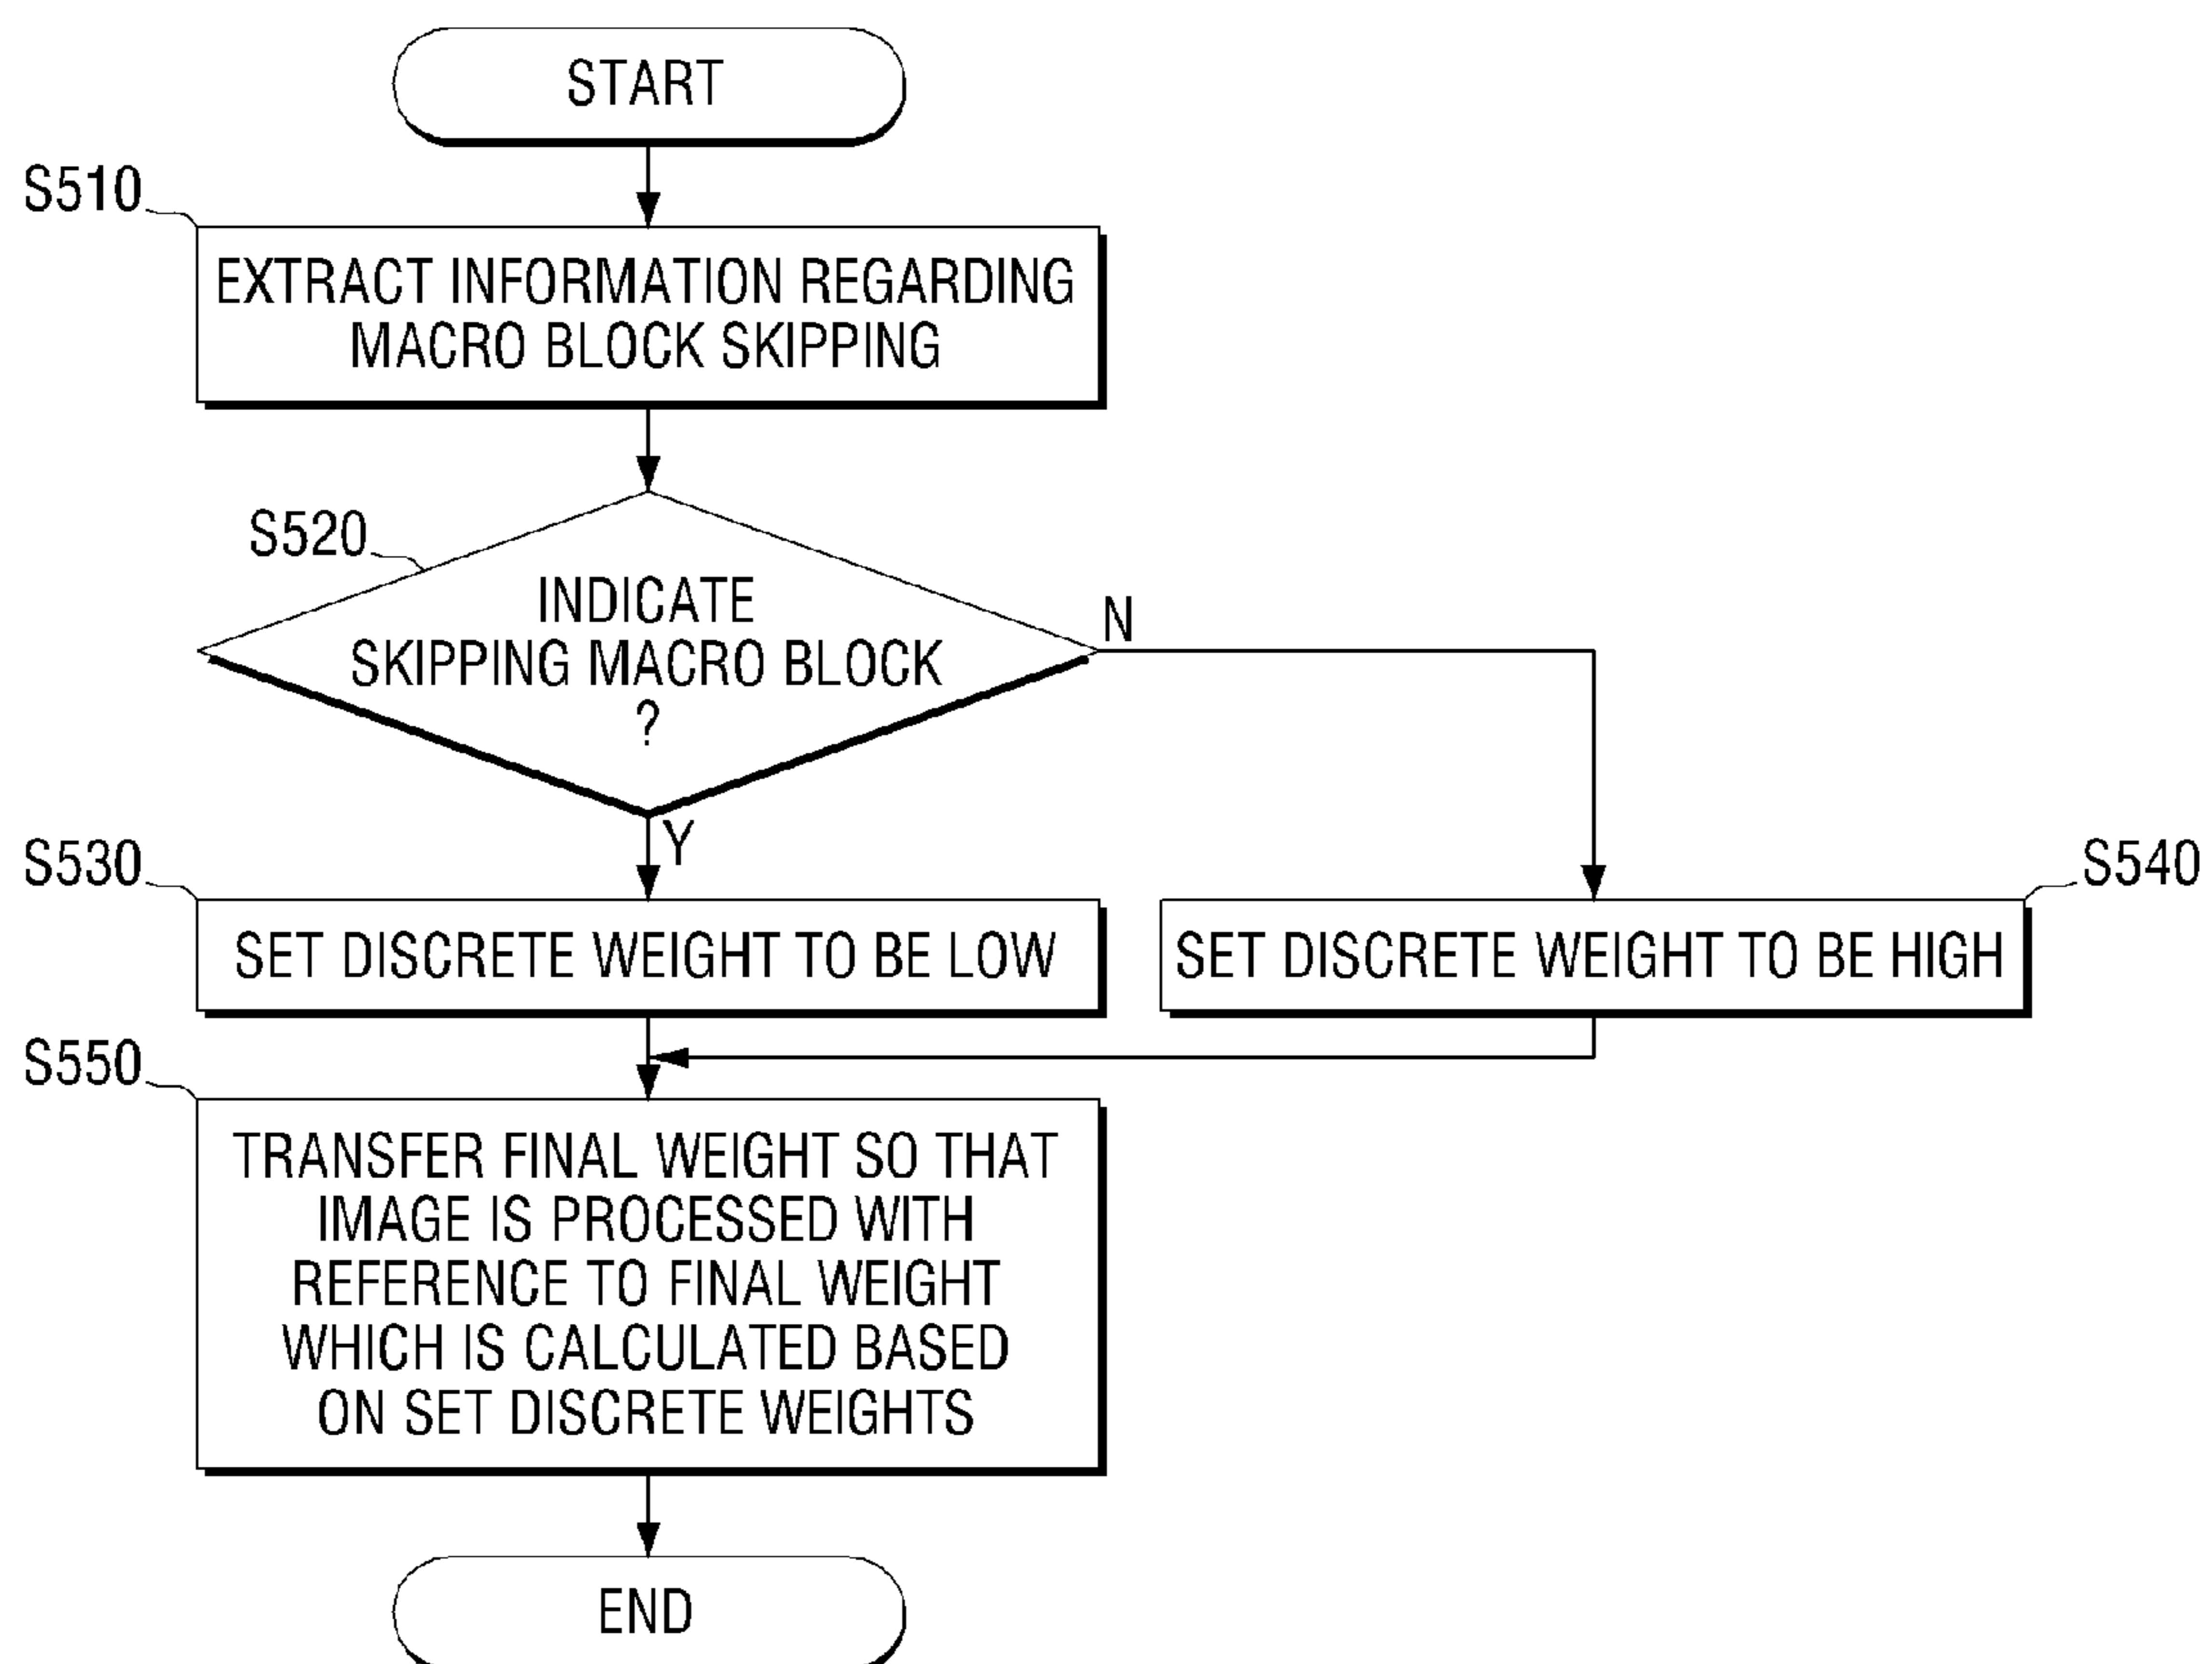 START
S510
EXTRACT INFORMATION REGARDING
MACRO BLOCK SKIPPING
S520
INDICATE
SKIPPING MACRO BLOCK
?
N
Y
S530
SET DISCRETE WEIGHT TO BE LOW
S540
SET DISCRETE WEIGHT TO BE HIGH
S550
TRANSFER FINAL WEIGHT SO THAT
IMAGE IS PROCESSED WITH
REFERENCE TO FINAL WEIGHT
WHICH IS CALCULATED BASED
ON SET DISCRETE WEIGHTS
END